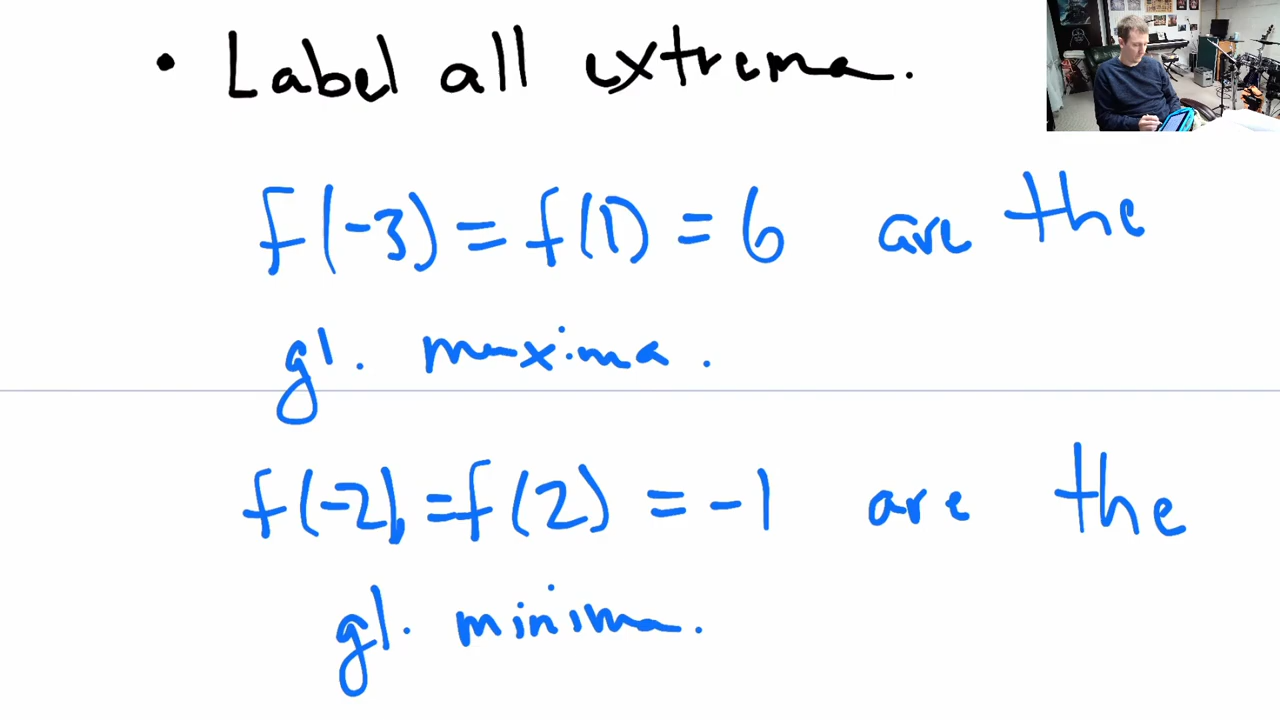 • Label all extrema.
f(-3) = f(1) = 6 are the
gl. maxima.
f(-2) = f(2) = -1 are the
gl. minima.